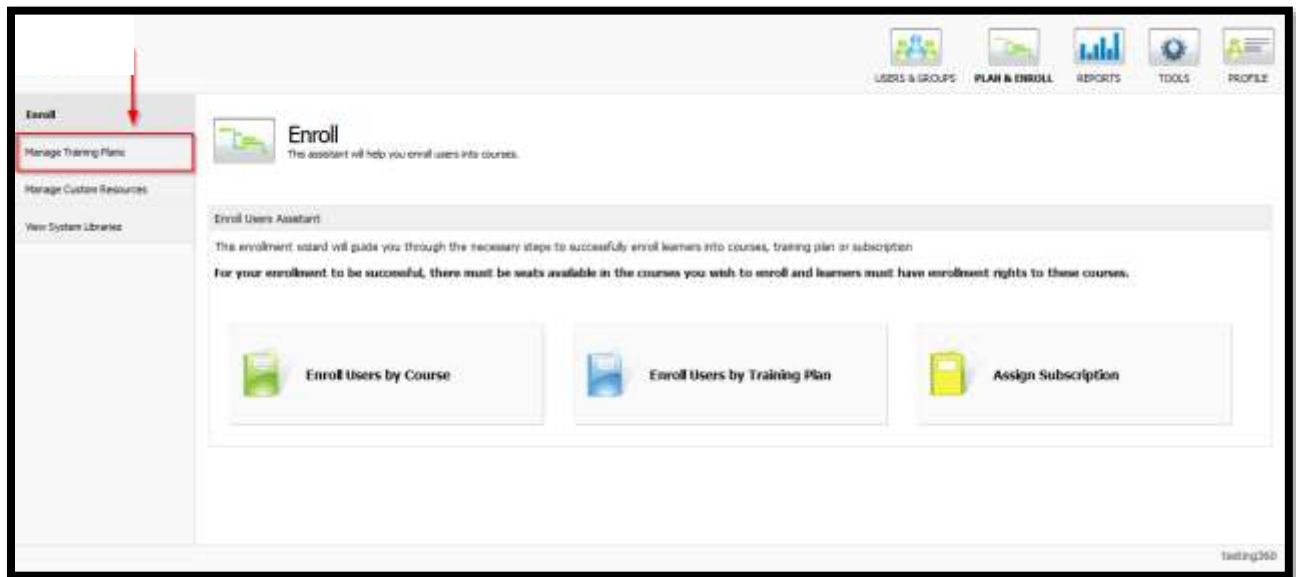 USERS & GROUPS PLAN & ENROLL REPORTS TOOLS PROFILE
Enroll
Manage Training Plans
Manage Custom Resources
View System Libraries
Enroll
This assistant will help you enroll users into courses.
Enroll Users Assistant
This enrollment wizard will guide you through the necessary steps to successfully enroll learners into courses, training plan or subscription
For your enrollment to be successful, there must be seats available in the courses you wish to enroll and learners must have enrollment rights to these courses.
Enroll Users by Course
Enroll Users by Training Plan
Assign Subscription
tasting360